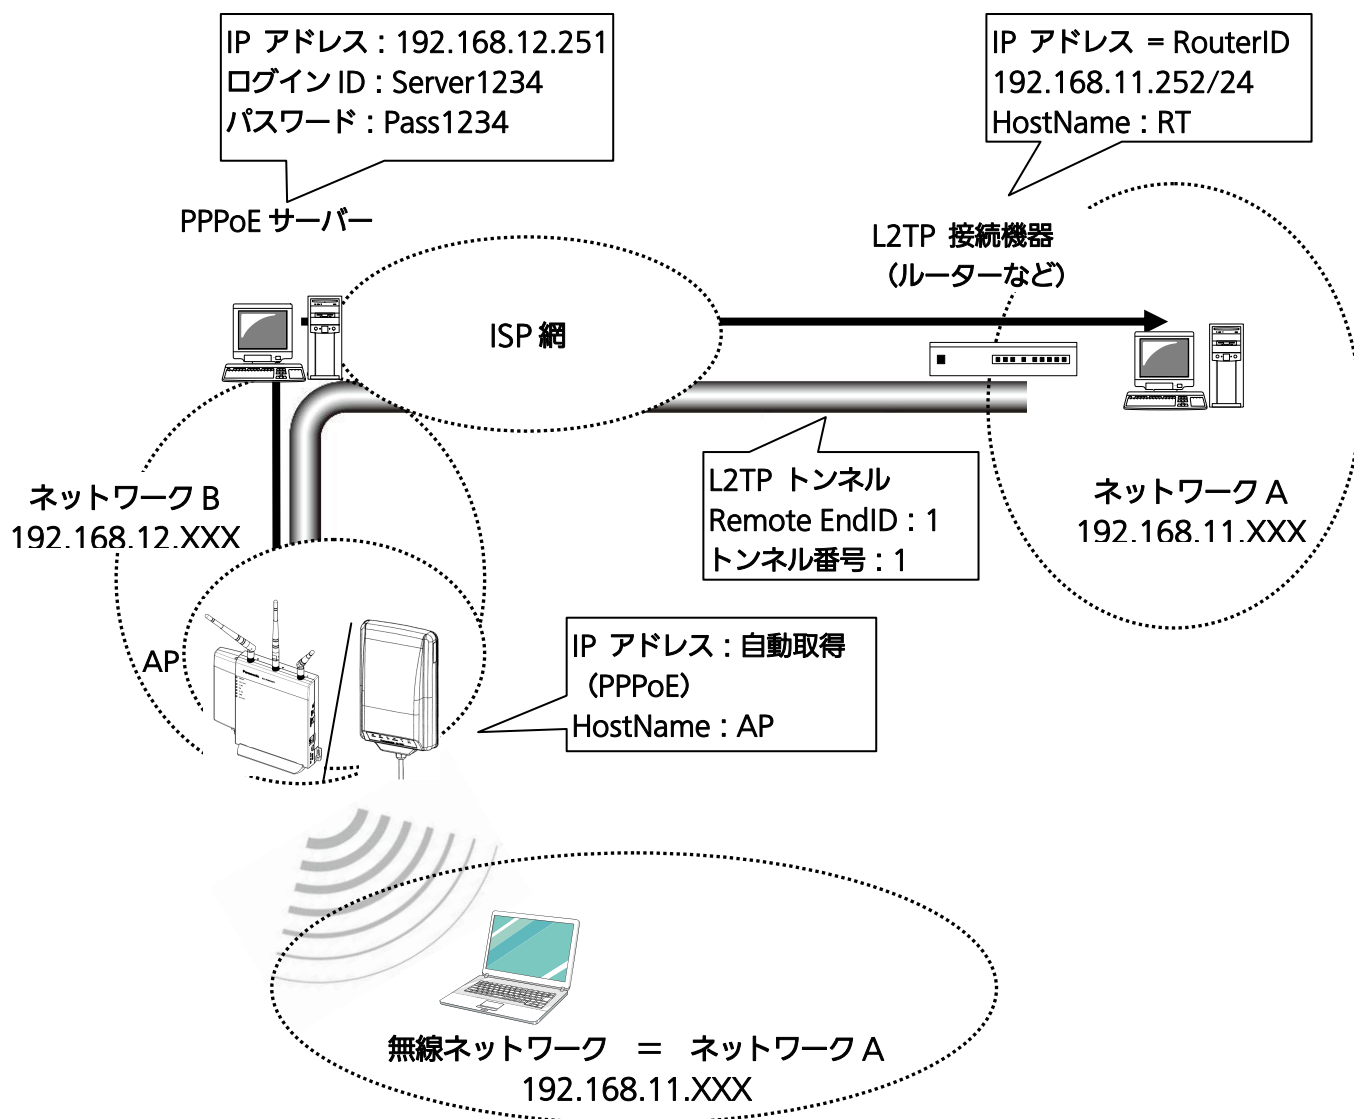 IP アドレス：192.168.12.251
ログイン ID：Server1234
パスワード：Pass1234
IP アドレス = RouterID
192.168.11.252/24
HostName：RT
PPPoE サーバー
L2TP 接続機器
（ルーターなど）
ISP 網
L2TP トンネル
Remote EndID：1
トンネル番号：1
ネットワーク B
192.168.12.XXX
ネットワーク A
192.168.11.XXX
AP
IP アドレス：自動取得
（PPPoE）
HostName：AP
無線ネットワーク ＝ ネットワーク A
192.168.11.XXX